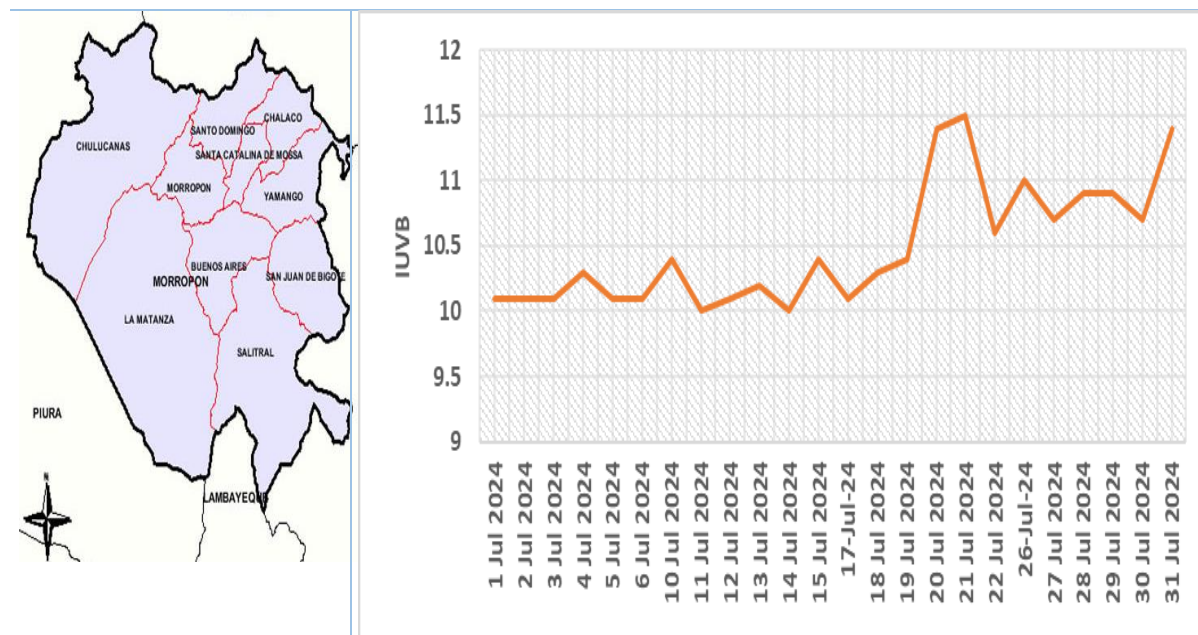 CHALACO
SANTO DOMINGO
CHULUCANAS
SANTA CATALINA DE MOSSA
MORROPON
YAMANGO
BUENOS AIRES
SAN JUAN DE BIGOTE
MORROPON
LA MATANZA
SALITRAL
PIURA
N
LAMBAYEQUE
12
11.5
11
10.5
10
9.5
9
IUVB
1 Jul 2024
2 Jul 2024
3 Jul 2024
4 Jul 2024
5 Jul 2024
6 Jul 2024
10 Jul 2024
11 Jul 2024
12 Jul 2024
13 Jul 2024
14 Jul 2024
15 Jul 2024
17-Jul-24
18 Jul 2024
19 Jul 2024
20 Jul 2024
21 Jul 2024
22 Jul 2024
26-Jul-24
27 Jul 2024
28 Jul 2024
29 Jul 2024
30 Jul 2024
31 Jul 2024